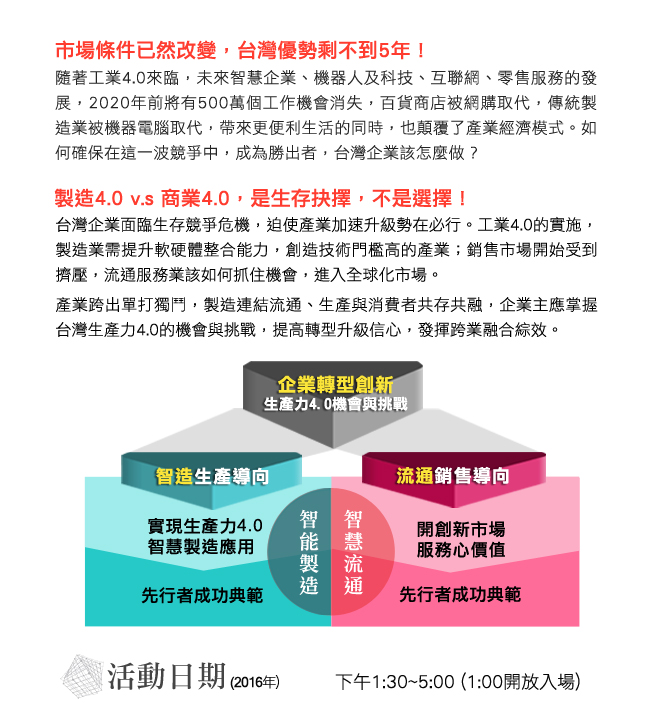 市場條件已然改變，台灣優勢剩不到5年！
隨著工業4.0來臨，未來智慧企業、機器人及科技、互聯網、零售服務的發
展，2020年前將有500萬個工作機會消失，百貨商店被網購取代，傳統製
造業被機器電腦取代，帶來更便利生活的同時，也顛覆了產業經濟模式。如
何確保在這一波競爭中，成為勝出者，台灣企業該怎麼做？
製造4.0 v.s 商業4.0，是生存抉擇，不是選擇！
台灣企業面臨生存競爭危機，迫使產業加速升級勢在必行。工業4.0的實施，
製造業需提升軟硬體整合能力，創造技術門檻高的產業；銷售市場開始受到
擠壓，流通服務業該如何抓住機會，進入全球化市場。
產業跨出單打獨鬥，製造連結流通、生產與消費者共存共融，企業主應掌握
台灣生產力4.0的機會與挑戰，提高轉型升級信心，發揮跨業融合綜效。
企業轉型創新
生產力4.0機會與挑戰
智造生產導向
流通銷售導向
實現生產力4.0
智慧製造應用
先行者成功典範
智能製造
智慧流通
開創新市場
服務心價值
先行者成功典範
活動日期(2016年) 下午1:30~5:00 (1:00開放入場)